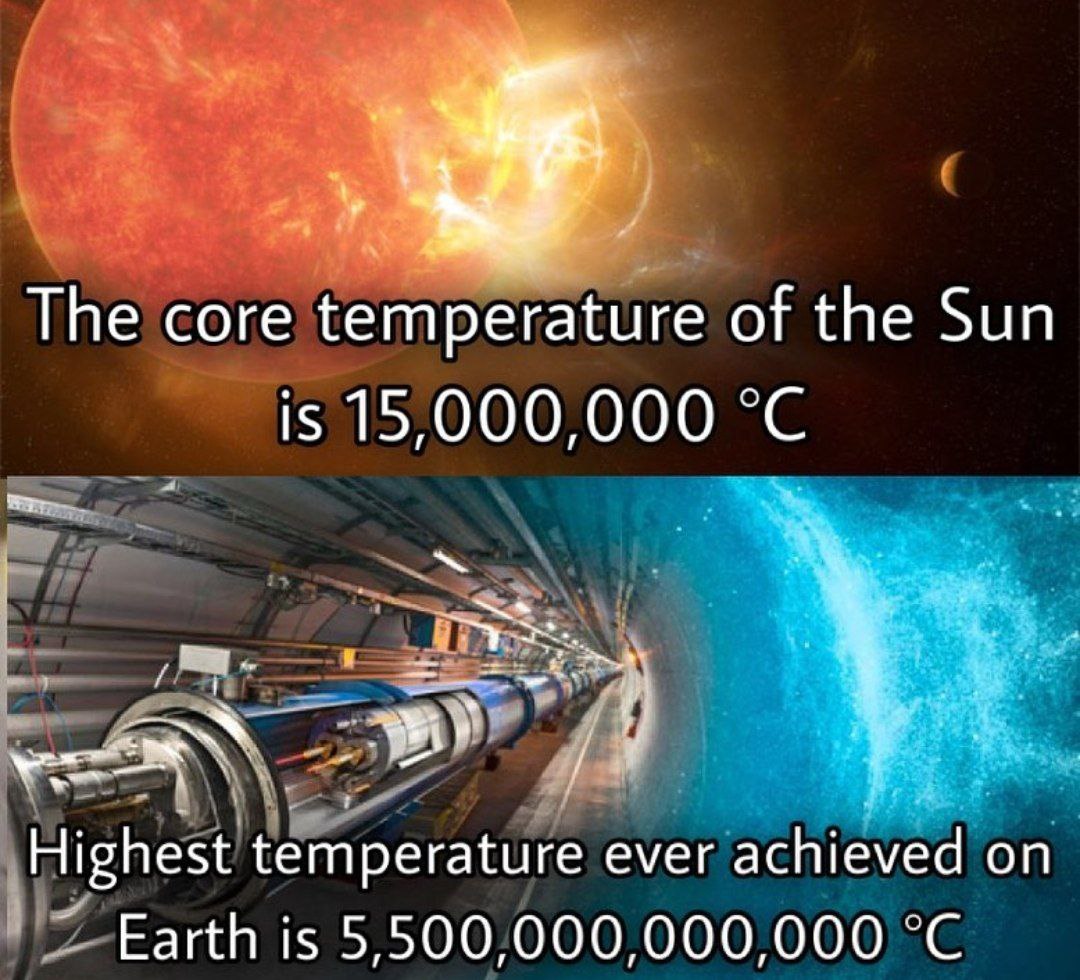 The core temperature of the Sun
is 15,000,000 °C
Highest temperature ever achieved on
Earth is 5,500,000,000,000 °C